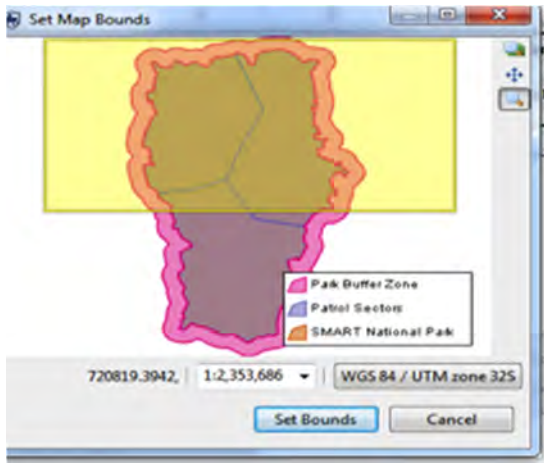 Set Map Bounds
Park Buffer Zone
Patrol Sectors
SMART National Park
720819.3942, 1:2,353,686 WGS 84 / UTM zone 32S
Set Bounds Cancel